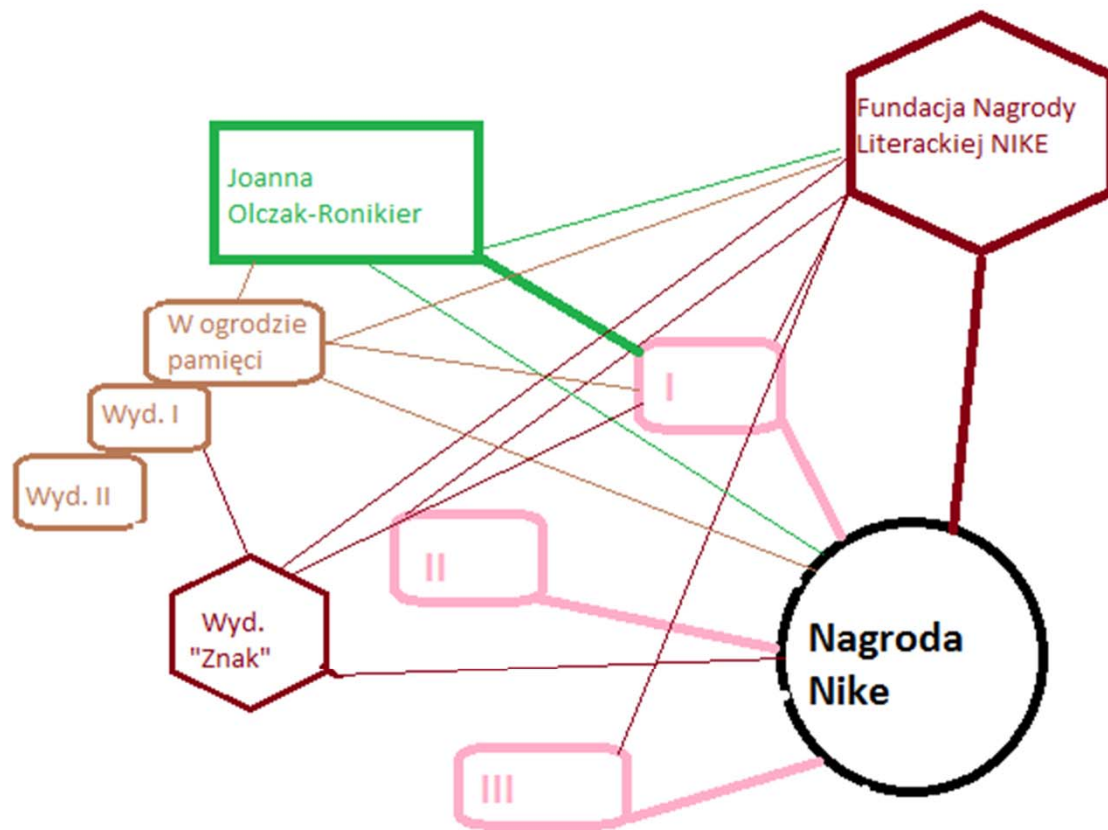 Fundacja Nagrody
Literackiej NIKE
Joanna
Olczak-Ronikier
W ogrodzie
pamięci
I
Wyd. I
Wyd. II
II
Wyd.
"Znak"
Nagroda
Nike
III